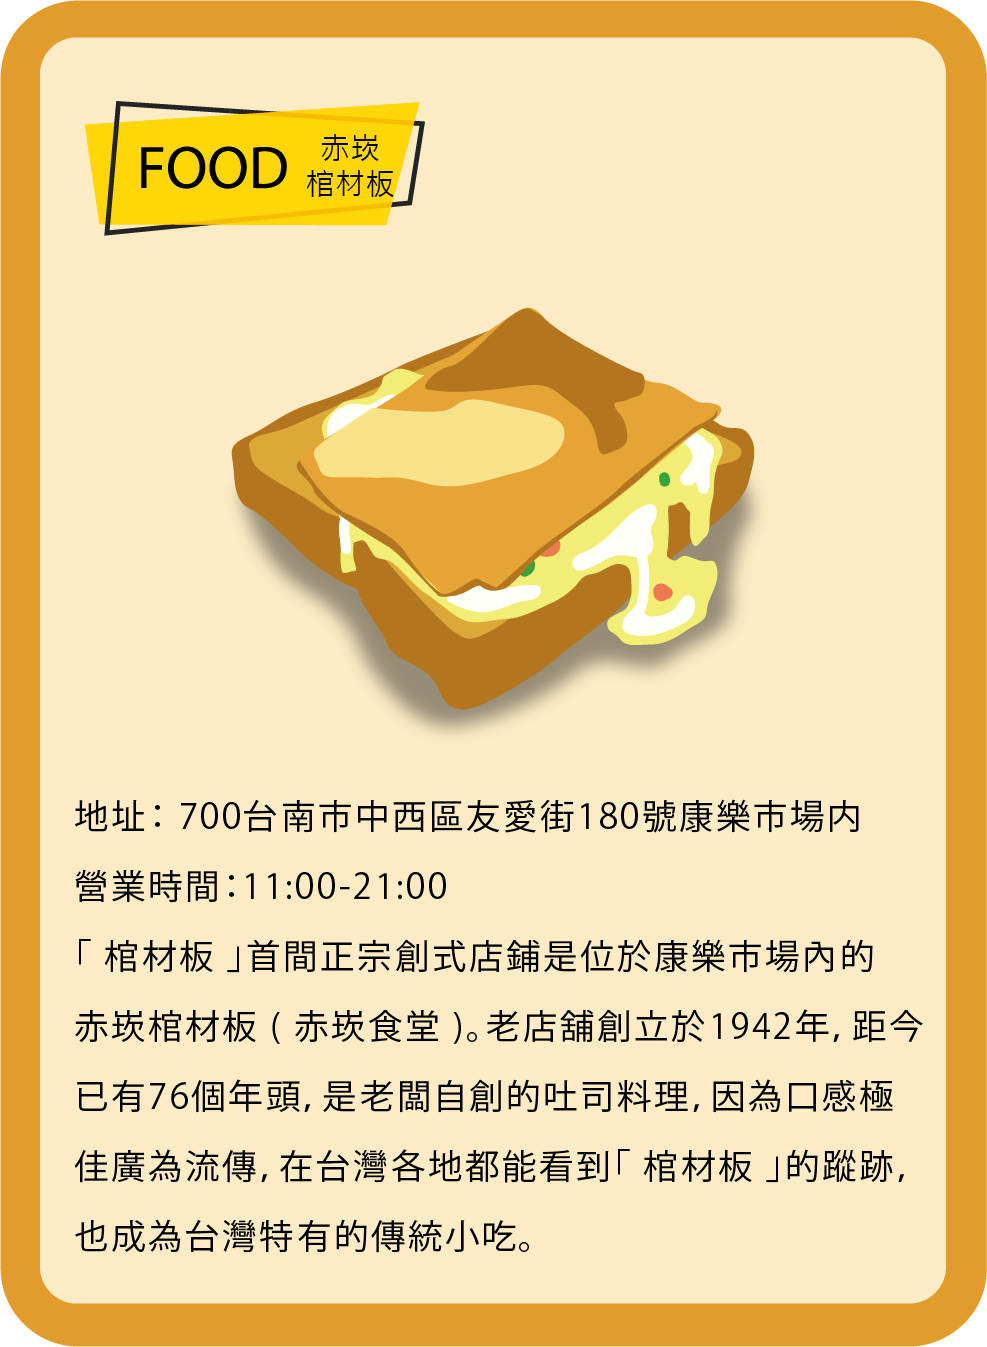 FOOD
赤崁
棺材板
地址：700台南市中西區友愛街180號康樂市場內
營業時間：11:00-21:00
「 棺材板 」首間正宗創式店鋪是位於康樂市場內的
赤崁棺材板 ( 赤崁食堂 )。老店舖創立於1942年, 距今
已有76個年頭, 是老闆自創的吐司料理, 因為口感極
佳廣為流傳, 在台灣各地都能看到「 棺材板 」的蹤跡,
也成為台灣特有的傳統小吃。